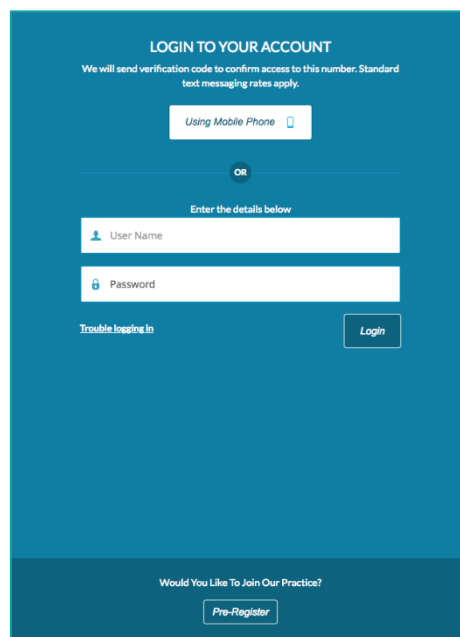 LOGIN TO YOUR ACCOUNT
We will send verification code to confirm access to this number. Standard
text messaging rates apply.
Using Mobile Phone
OR
Enter the details below
User Name
Password
Trouble logging in
Login
Would You Like To Join Our Practice?
Pre-Register